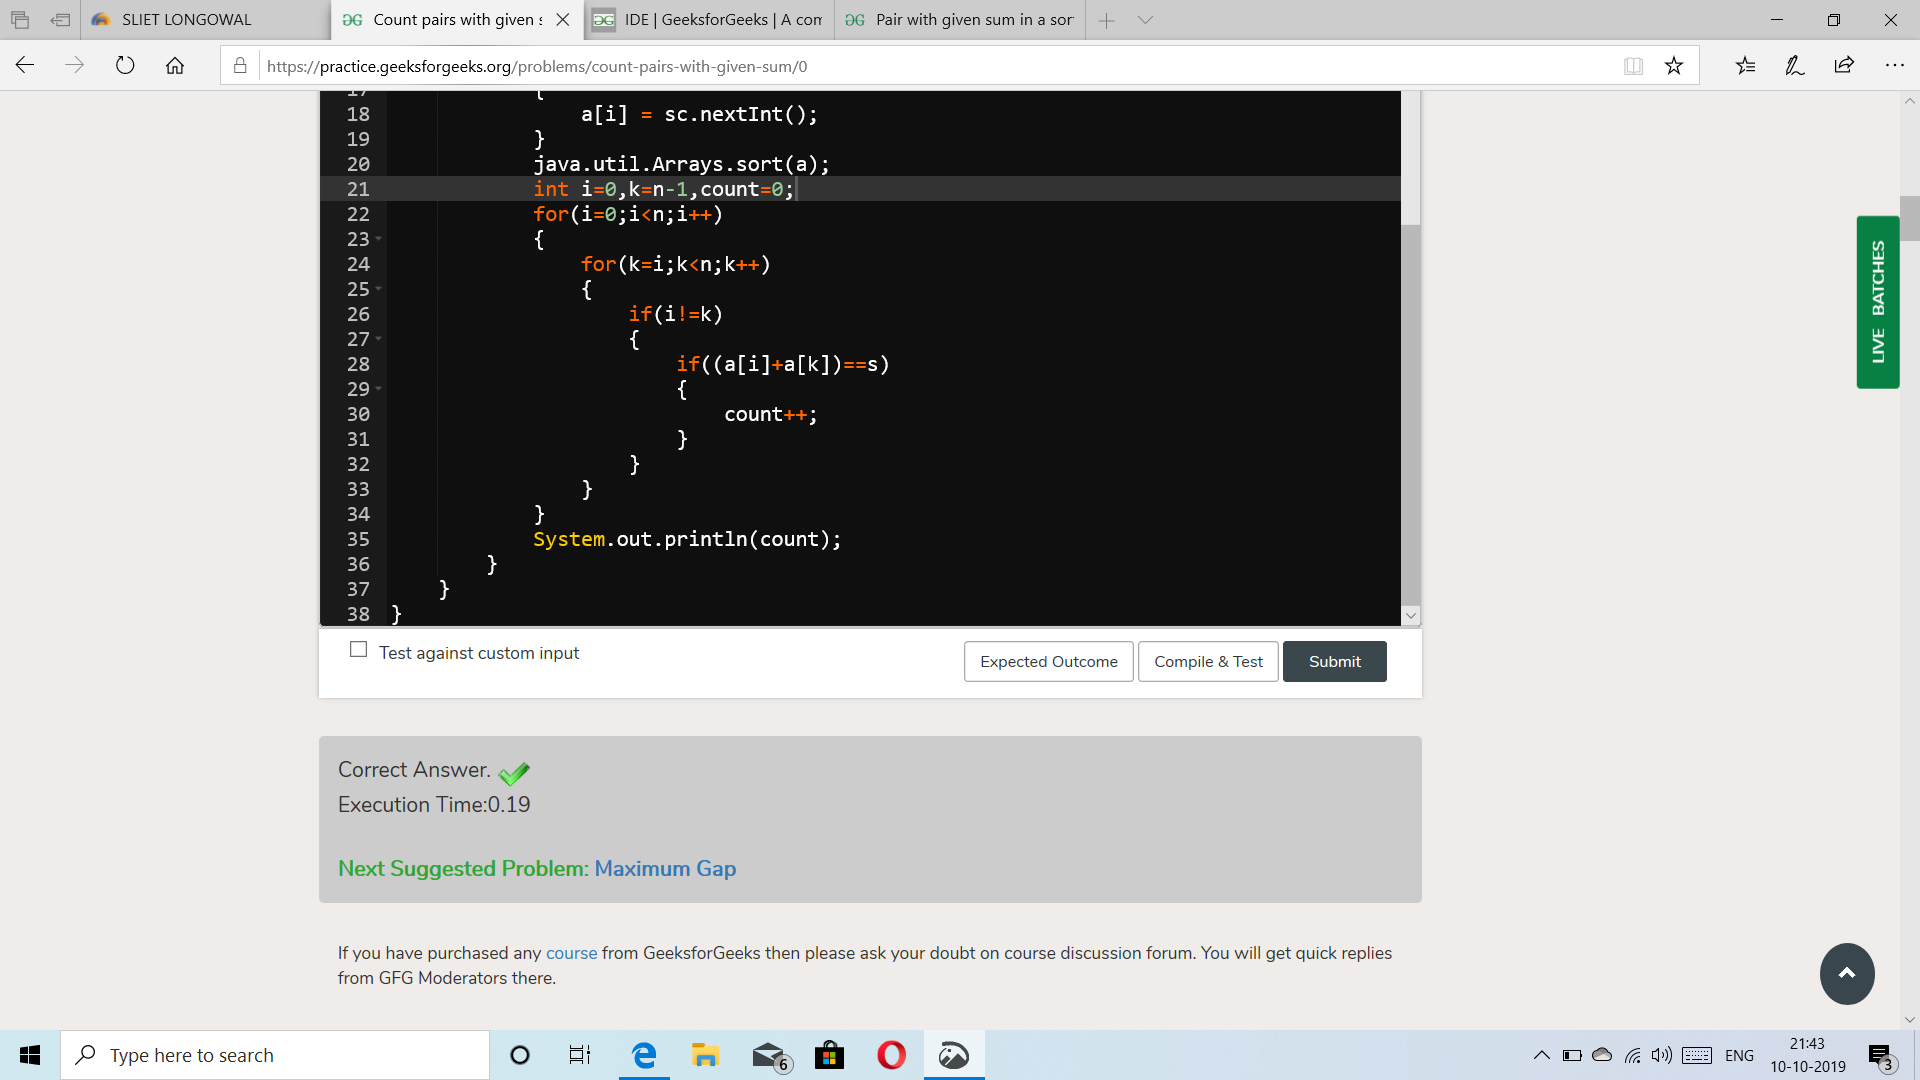 SLIET LONGOWAL
Count pairs with given s
IDE | GeeksforGeeks | A com
Pair with given sum in a sor
https://practice.geeksforgeeks.org/problems/count-pairs-with-given-sum/0
17 {
18 a[i] = sc.nextInt();
19 }
20 java.util.Arrays.sort(a);
21 int i=0,k=n-1,count=0;
22 for(i=0;i<n;i++)
23 {
24 for(k=i;k<n;k++)
25 {
26 if(i!=k)
27 {
28 if((a[i]+a[k])==s)
29 {
30 count++;
31 }
32 }
33 }
34 }
35 System.out.println(count);
36 }
37 }
38 }
LIVE BATCHES
Test against custom input
Expected Outcome
Compile & Test
Submit
Correct Answer.
Execution Time:0.19
Next Suggested Problem: Maximum Gap
If you have purchased any course from GeeksforGeeks then please ask your doubt on course discussion forum. You will get quick replies
from GFG Moderators there.
Type here to search
6
ENG
21:43
10-10-2019
3